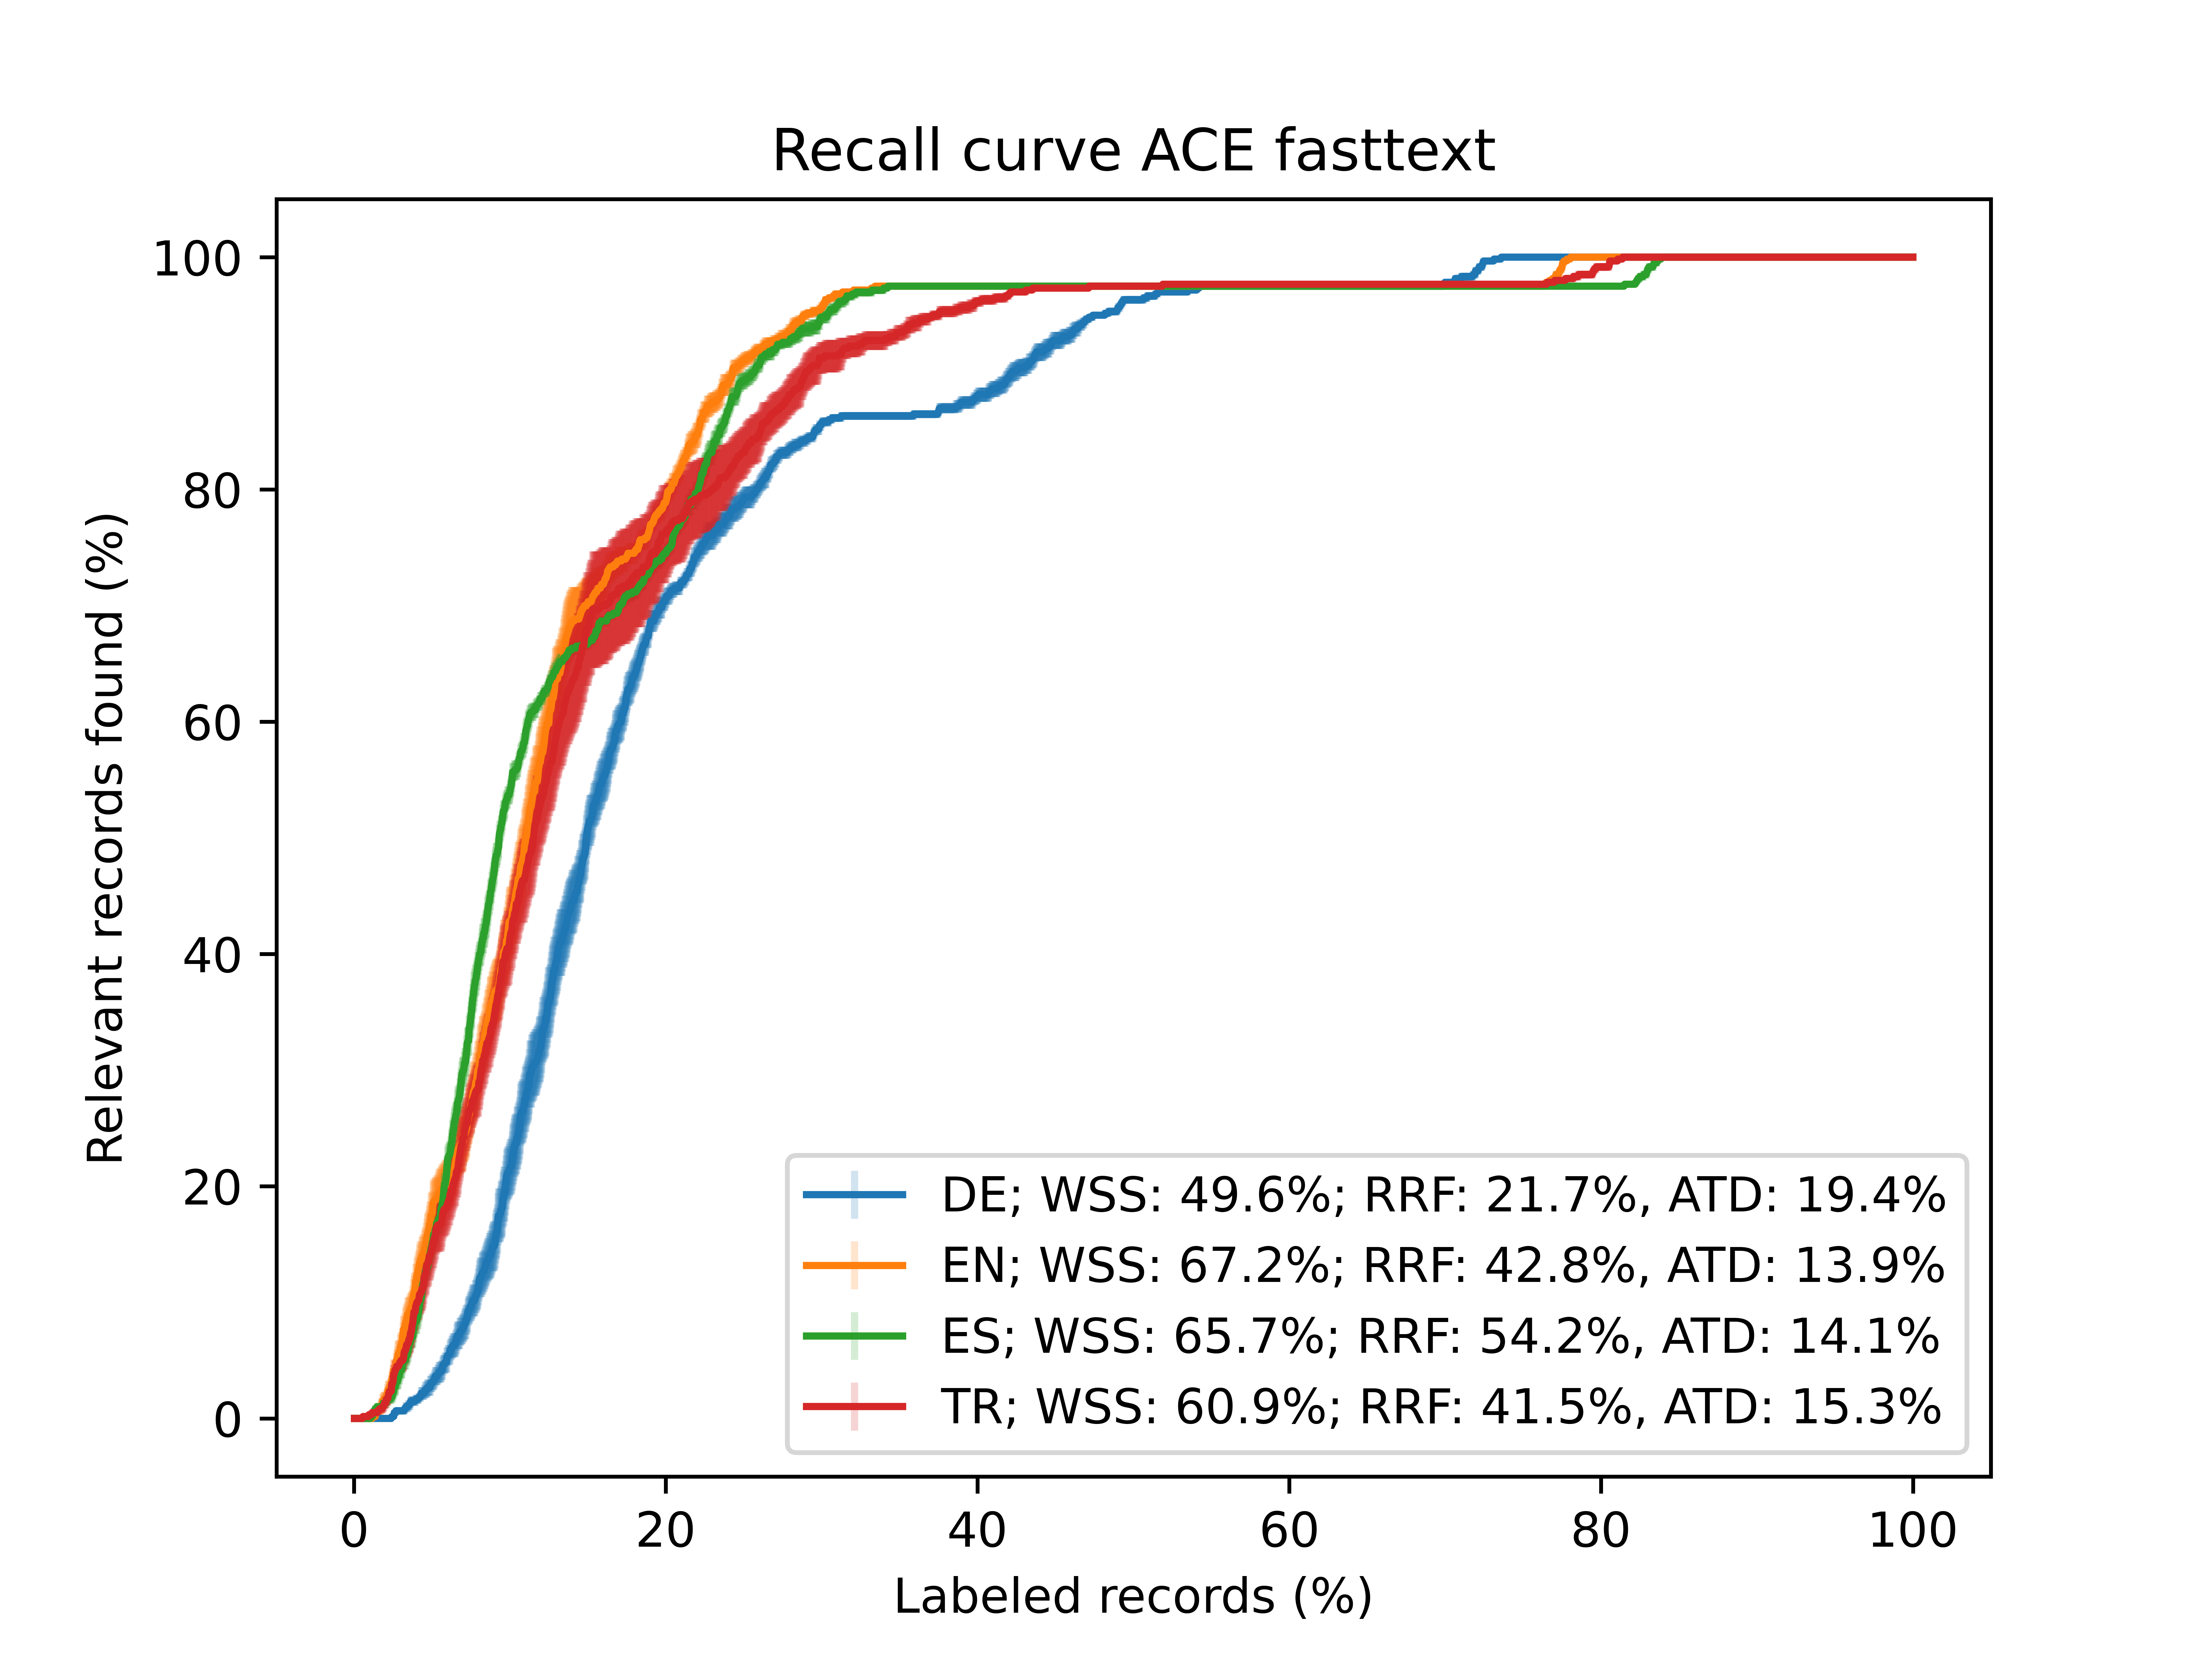 Recall curve ACE fasttext
Relevant records found (%)
100
80
60
40
20
0
DE; WSS: 49.6%; RRF: 21.7%, ATD: 19.4%
EN; WSS: 67.2%; RRF: 42.8%, ATD: 13.9%
ES; WSS: 65.7%; RRF: 54.2%, ATD: 14.1%
TR; WSS: 60.9%; RRF: 41.5%, ATD: 15.3%
0 20 40 60 80 100
Labeled records (%)